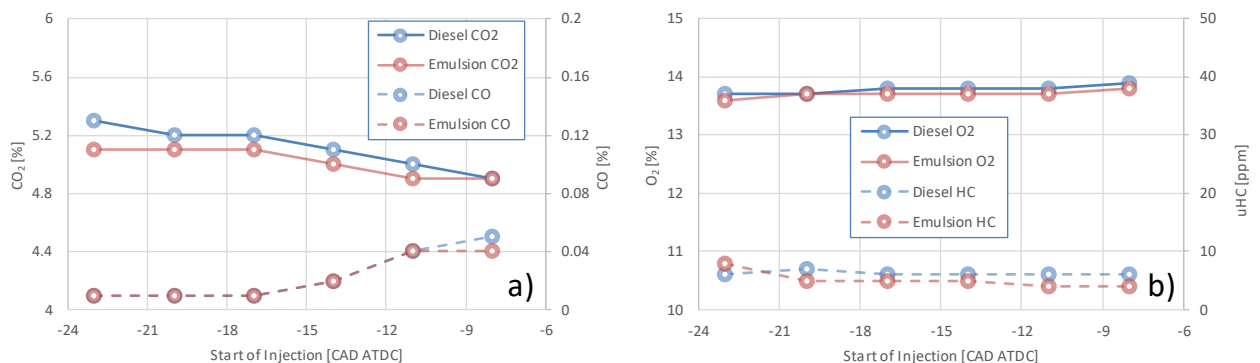 6
5.6
5.2
4.8
4.4
4
CO₂ [%]
0.2
0.16
0.12
0.08
0.04
0
CO [%]
Diesel CO2
Emulsion CO2
Diesel CO
Emulsion CO
a)
-24 -21 -18 -15 -12 -9 -6
Start of Injection [CAD ATDC]
15
14
13
12
11
10
O₂ [%]
50
40
30
20
10
0
uHC [ppm]
Diesel O2
Emulsion O2
Diesel HC
Emulsion HC
b)
-24 -21 -18 -15 -12 -9 -6
Start of Injection [CAD ATDC]